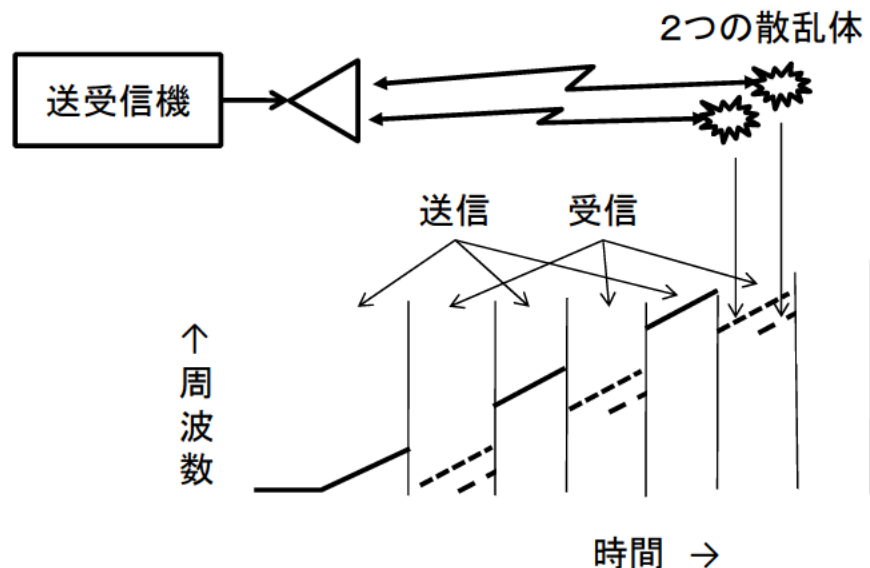 2つの散乱体
送受信機
送信
受信
↑周波数
時間 →